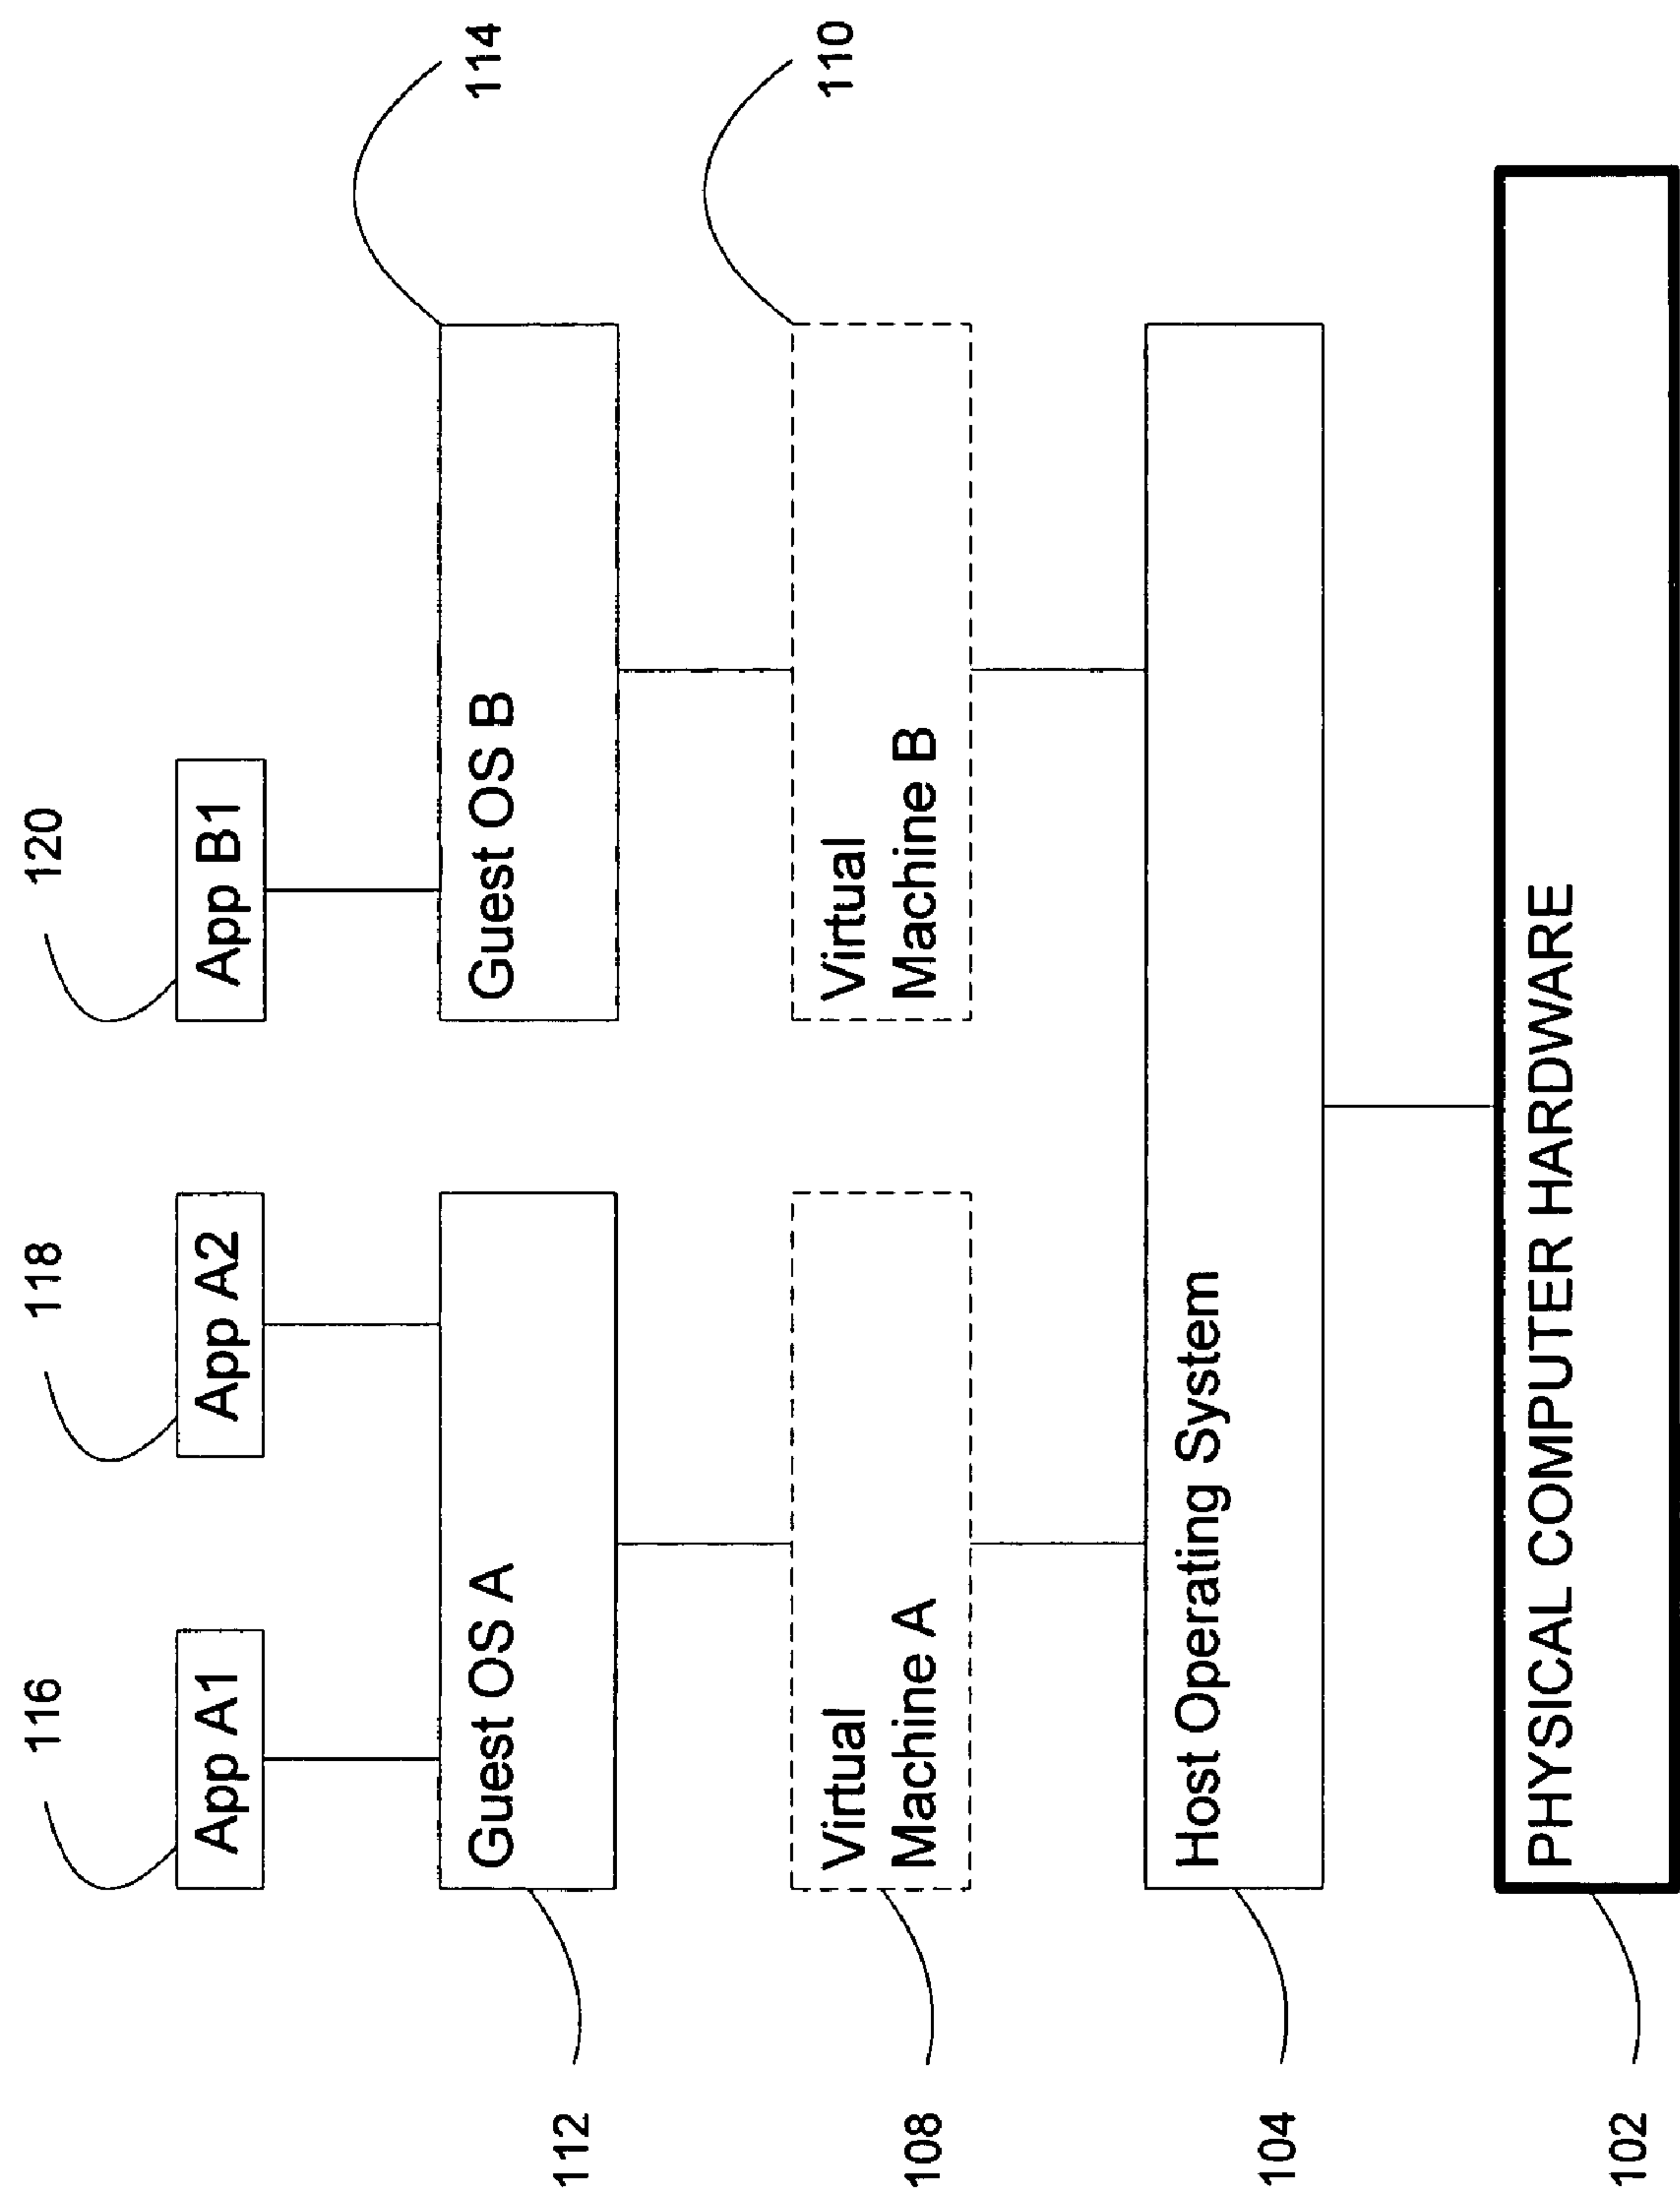 116
118
120
App A1
App A2
App B1
114
Guest OS A
Guest OS B
112
110
Virtual
Machine A
Virtual
Machine B
108
Host Operating System
104
PHYSICAL COMPUTER HARDWARE
102